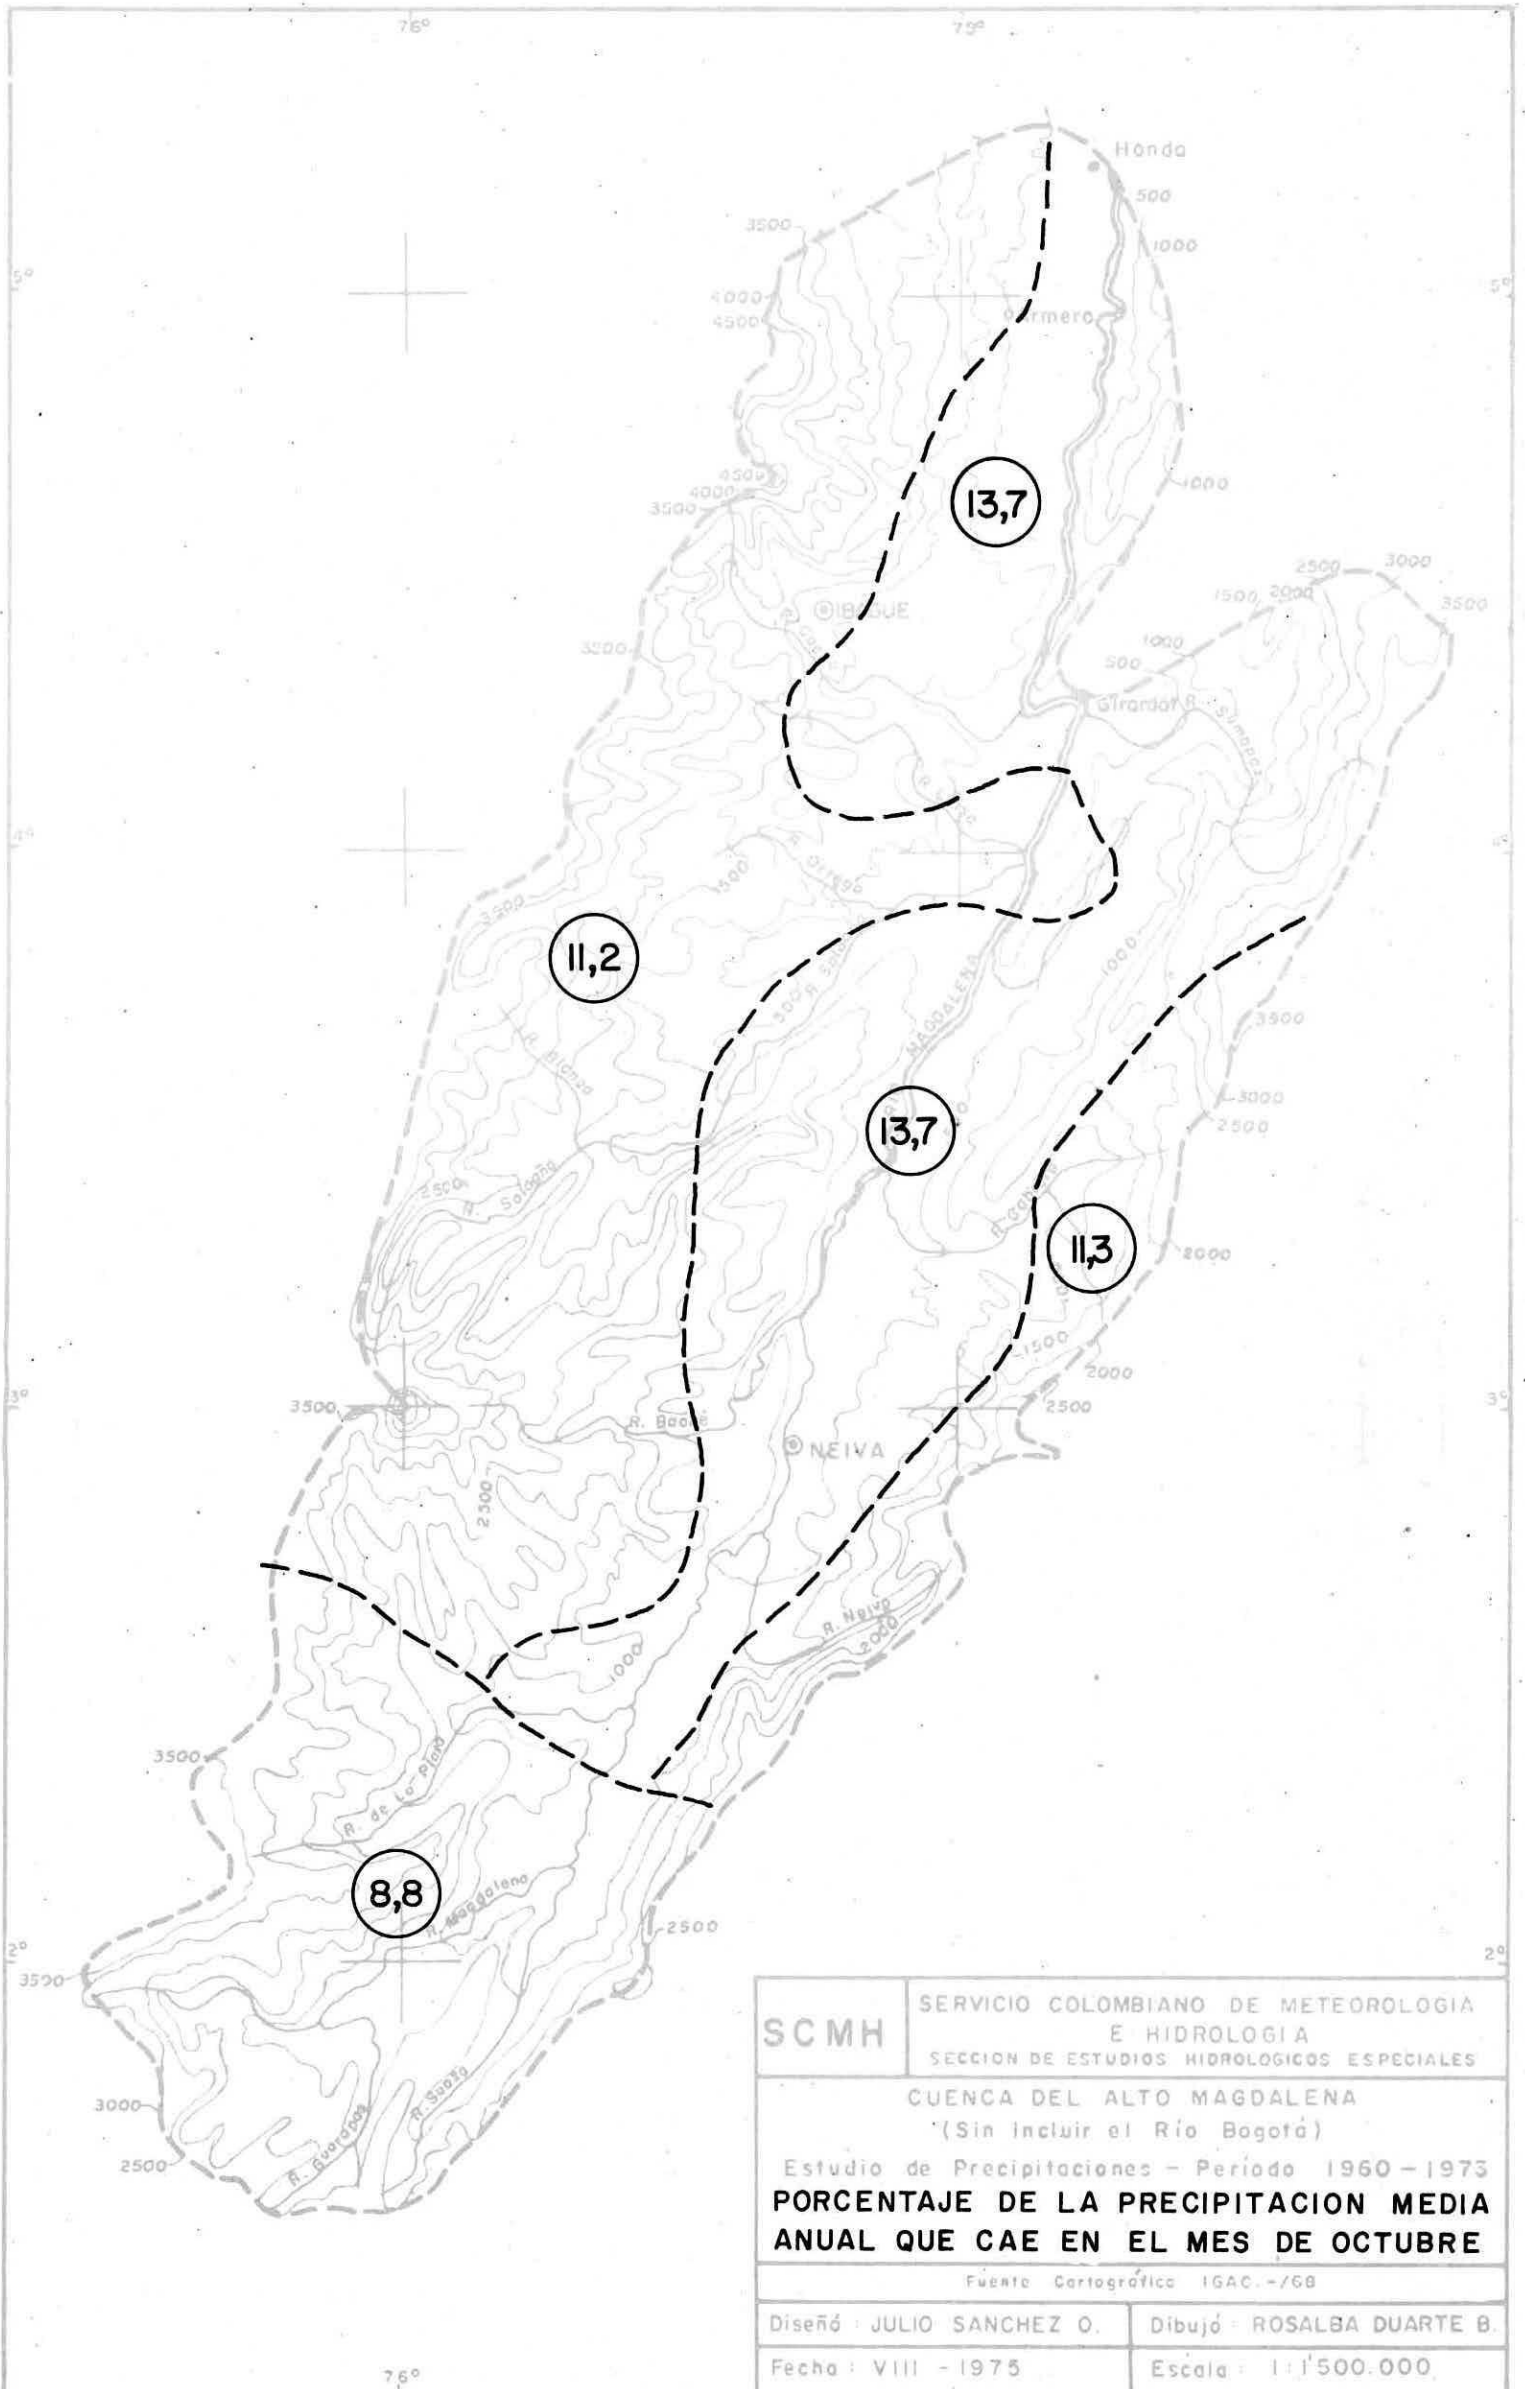 76°
75°
Honda
500
3500
1000
5°
5°
4000
4500
Armero
4500
4000
3500
1000
13,7
2500
3000
1500
2000
3500
IBAGUE
1000
500
Girardot
R. Sumapaz
4°
R. Ortega
1500
3500
11,2
500
1000
R. Saldaña
RIO MAGDALENA
3500
R. Blanco
3000
2500
13,7
2500
R. Saldaña
11,3
2000
1500
2000
3°
3500
2500
3°
R. Baché
NEIVA
2500
R. Neiva
2000
1000
3500
R. de La Plata
8,8
R. Magdalena
2500
2°
2°
3500
3000
R. Suaza
2500
R. Guarapas
SCMH
SERVICIO COLOMBIANO DE METEOROLOGIA
E HIDROLOGIA
SECCION DE ESTUDIOS HIDROLOGICOS ESPECIALES
CUENCA DEL ALTO MAGDALENA
(Sin incluir el Río Bogotá)
Estudio de Precipitaciones - Período 1960-1973
PORCENTAJE DE LA PRECIPITACION MEDIA
ANUAL QUE CAE EN EL MES DE OCTUBRE
Fuente Cartográfica IGAC.-/68
Diseñó : JULIO SANCHEZ O.
Dibujó : ROSALBA DUARTE B.
Fecha : VIII - 1975
Escala : 1:1'500.000
76°